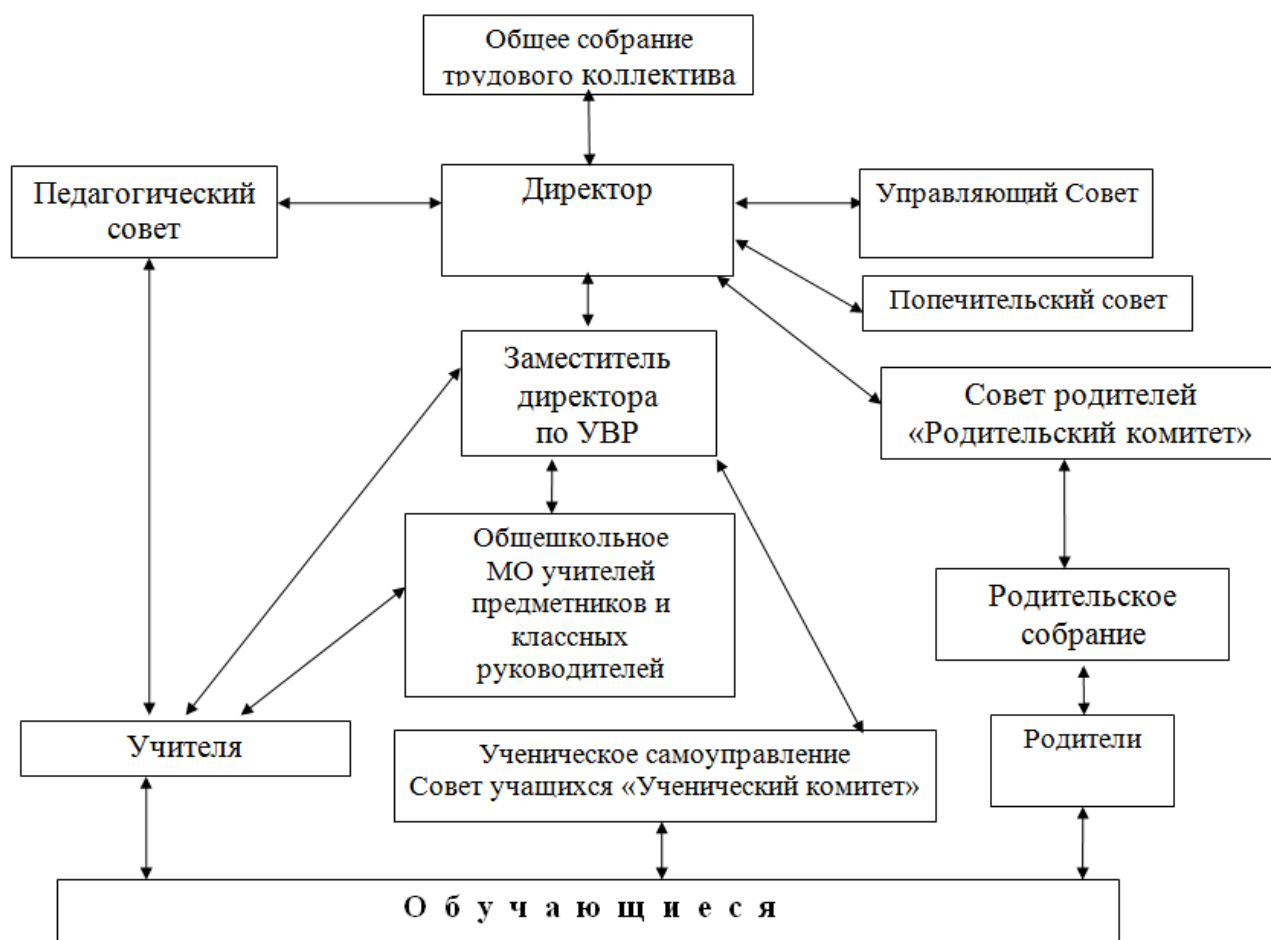 Общее собрание
трудового коллектива
Педагогический
совет
Директор
Управляющий Совет
Попечительский совет
Заместитель
директора
по УВР
Совет родителей
«Родительский комитет»
Общешкольное
МО учителей
предметников и
классных
руководителей
Родительское
собрание
Учителя
Ученическое самоуправление
Совет учащихся «Ученический комитет»
Родители
О б у ч а ю щ и е с я